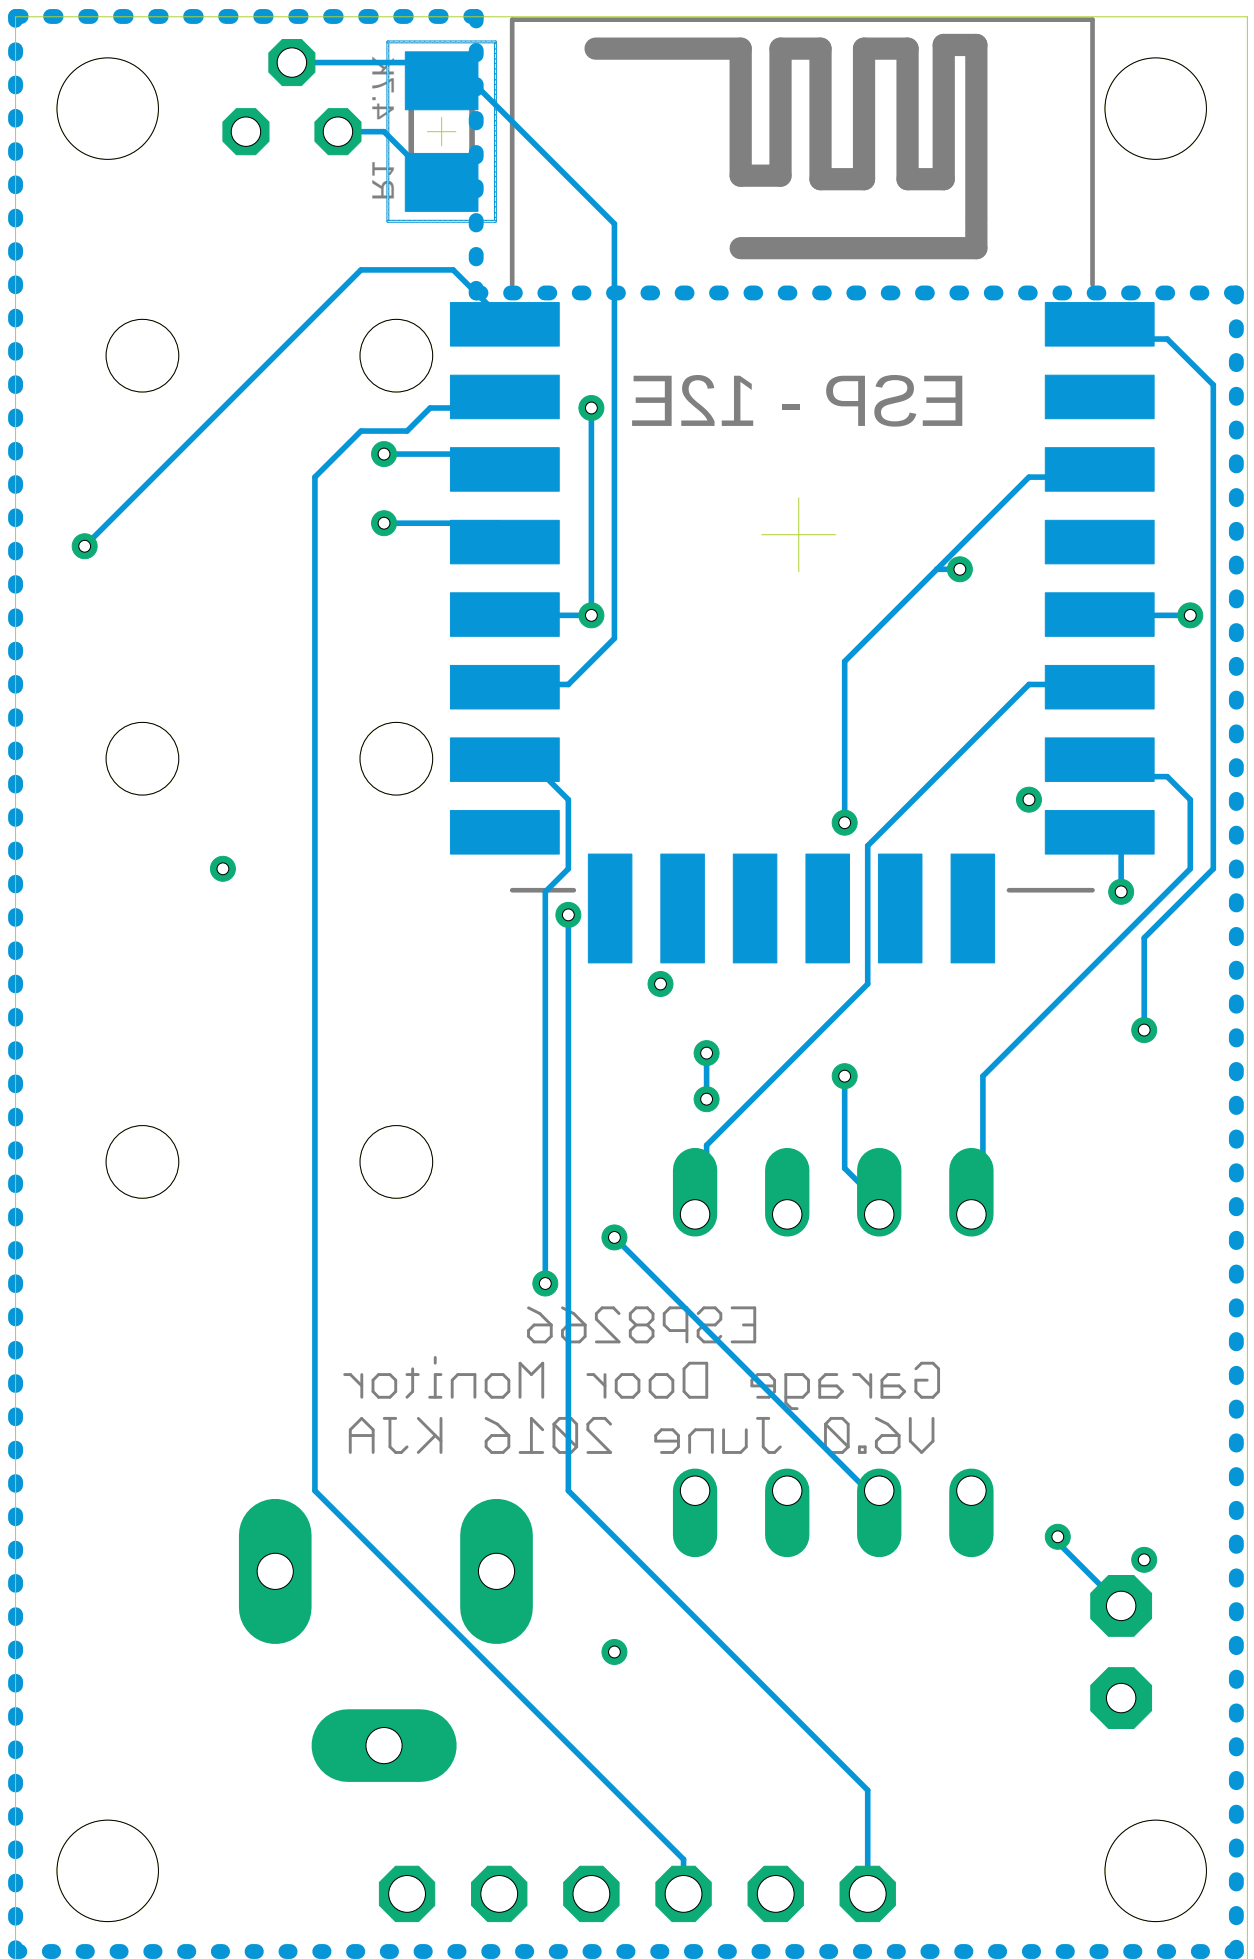 4.7K
R1
ESP - 12E
ESP8266
Garage Door Monitor
V6.0 June 2016 KJA